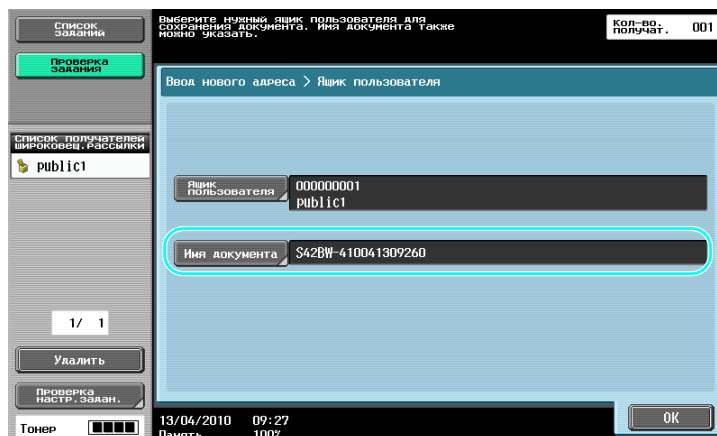 Список
заданий
Проверка
задания
Выберите нужный ящик пользователя для
сохранения документа. Имя документа также
можно указать.
Кол-во.
получат.
001
Ввод нового адреса > Ящик пользователя
Список получателей
широковещ.рассылки
public1
Ящик
пользователя
000000001
public1
Имя документа
S42BW-410041309260
1/ 1
Удалить
Проверка
настр.задан.
Тонер
13/04/2010 09:27
Память 100%
OK